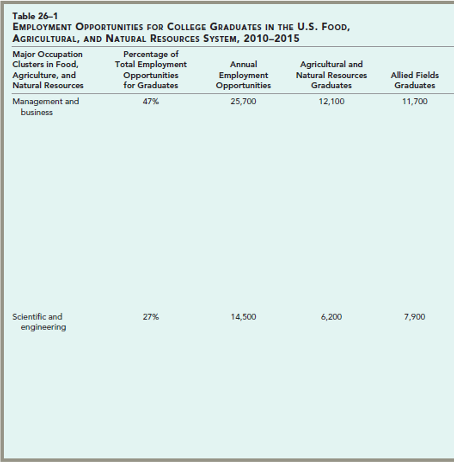 Table 26–1
EMPLOYMENT OPPORTUNITIES FOR COLLEGE GRADUATES IN THE U.S. FOOD,
AGRICULTURAL, AND NATURAL RESOURCES SYSTEM, 2010–2015
Major Occupation Clusters in Food, Agriculture, and Natural Resources
Percentage of Total Employment Opportunities for Graduates
Annual Employment Opportunities
Agricultural and Natural Resources Graduates
Allied Fields Graduates
Management and 47% 25,700 12,100 11,700
business
Scientific and 27% 14,500 6,200 7,900
engineering